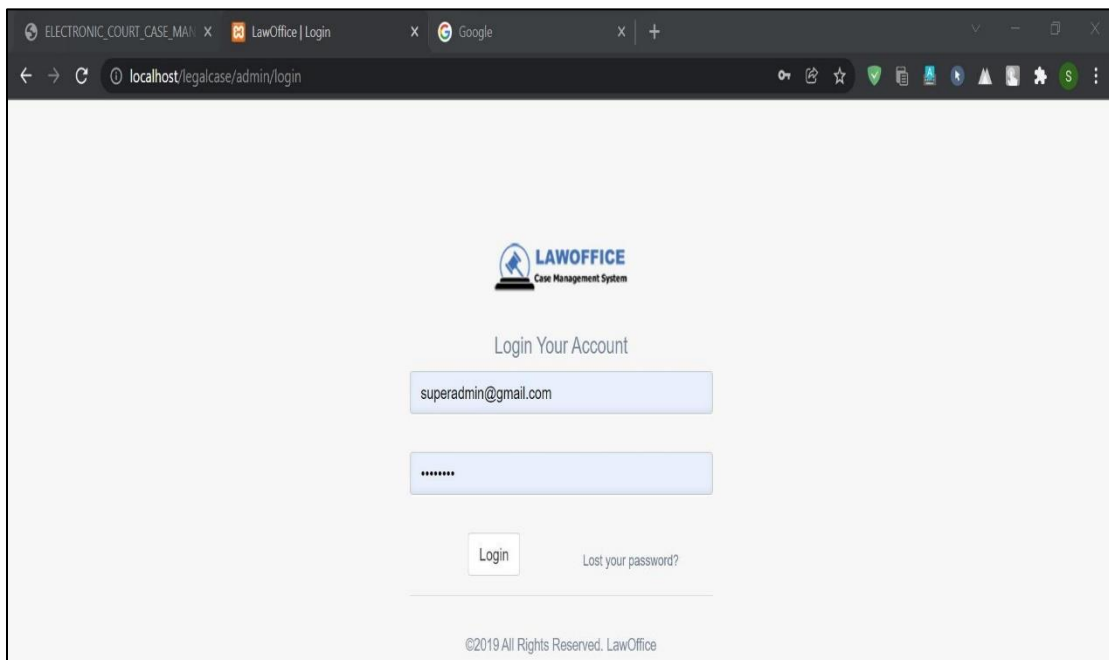 ELECTRONIC_COURT_CASE_MAN
LawOffice | Login
Google
localhost/legalcase/admin/login
S
LAWOFFICE
Case Management System
Login Your Account
superadmin@gmail.com
••••••••
Login
Lost your password?
©2019 All Rights Reserved. LawOffice